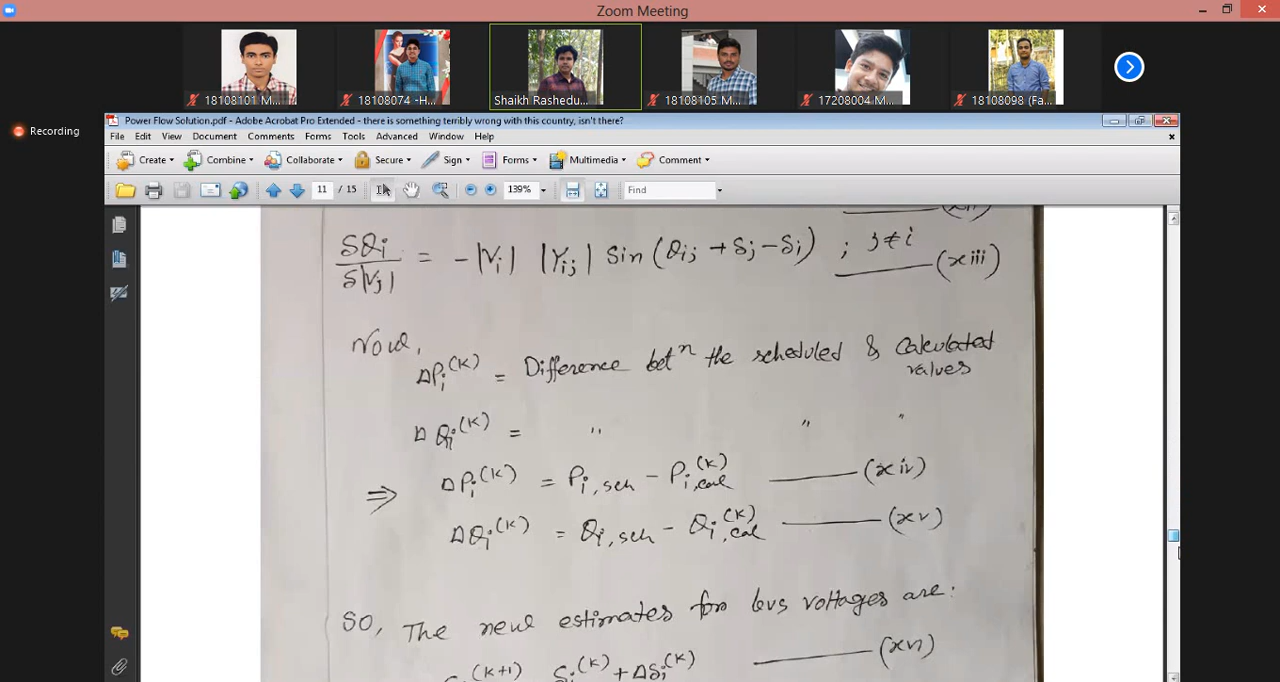 Zoom Meeting
18108101 M...
18108074 -H...
Shaikh Rashedu...
18108105 M...
17208004 M...
18108098 (Fa...
Recording
Power Flow Solution.pdf - Adobe Acrobat Pro Extended - there is something terribly wrong with this country, isn't there?
File Edit View Document Comments Forms Tools Advanced Window Help
Create Combine Collaborate Secure Sign Forms Multimedia Comment
11 / 15 139% Find
(xii)
δQi/δ|Vj| = -|Vi| |Yij| Sin (θij + δj - δi) ; j≠i (xiii)
Now,
ΔPi^(K) = Difference bet^n the scheduled & calculated values
ΔQi^(K) = " " "
⇒ ΔPi^(K) = Pi,sch - Pi,cal^(K) (xiv)
ΔQi^(K) = Qi,sch - Qi,cal^(K) (xv)
SO, The new estimates for bus voltages are:
δi^(K+1) δi^(K) + Δδi^(K) (xvi)